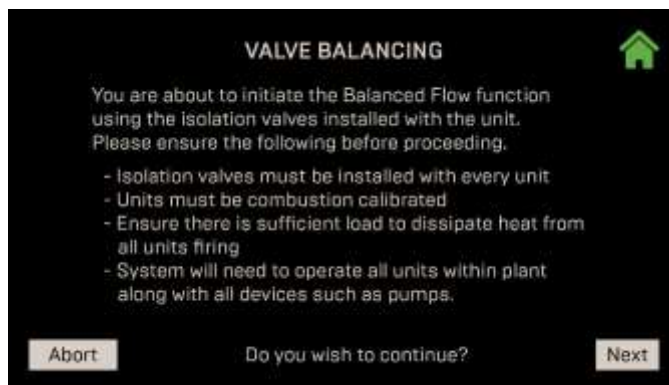 VALVE BALANCING
You are about to initiate the Balanced Flow function
using the isolation valves installed with the unit.
Please ensure the following before proceeding.
- Isolation valves must be installed with every unit
- Units must be combustion calibrated
- Ensure there is sufficient load to dissipate heat from
all units firing
- System will need to operate all units within plant
along with all devices such as pumps.
Abort
Do you wish to continue?
Next